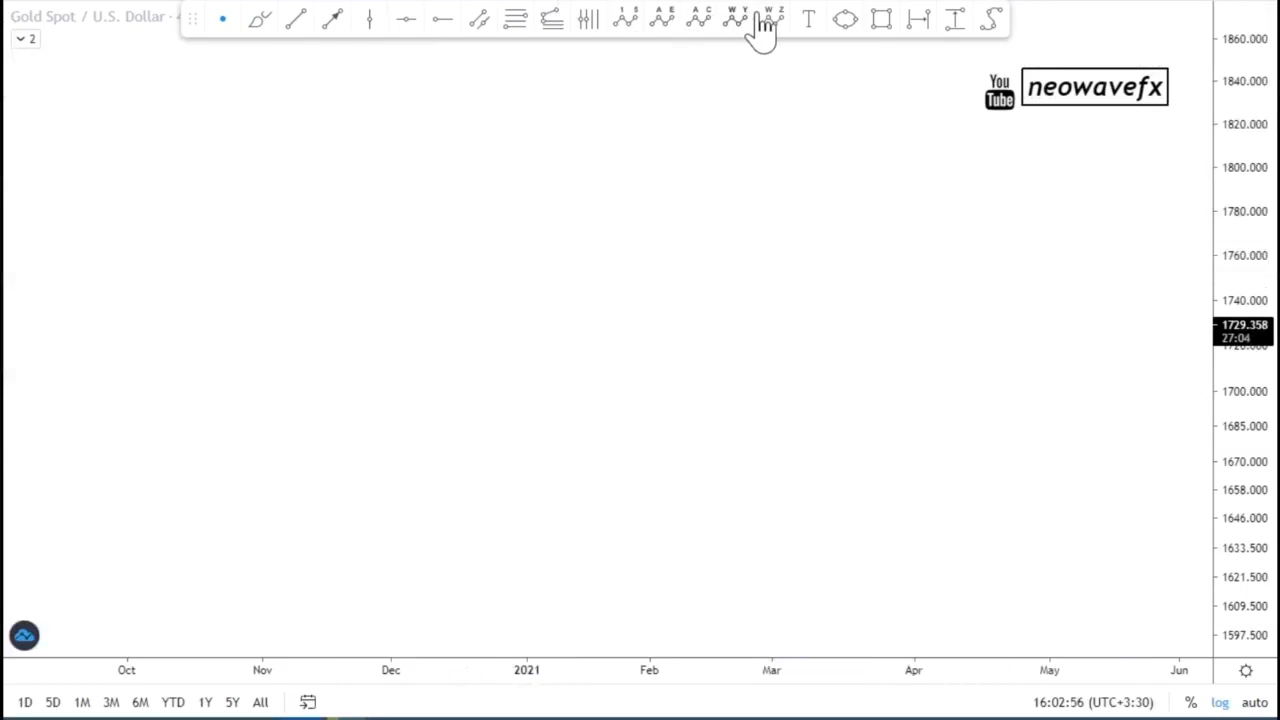 Gold Spot / U.S. Dollar ·
1 5 A E A C W Y W Z T
2
You
Tube
neowavefx
1860.000
1840.000
1820.000
1800.000
1780.000
1760.000
1740.000
1729.358
27:04
1700.000
1685.000
1670.000
1658.000
1646.000
1633.500
1621.500
1609.500
1597.500
Oct Nov Dec 2021 Feb Mar Apr May Jun
1D 5D 1M 3M 6M YTD 1Y 5Y All 16:02:56 (UTC+3:30) % log auto